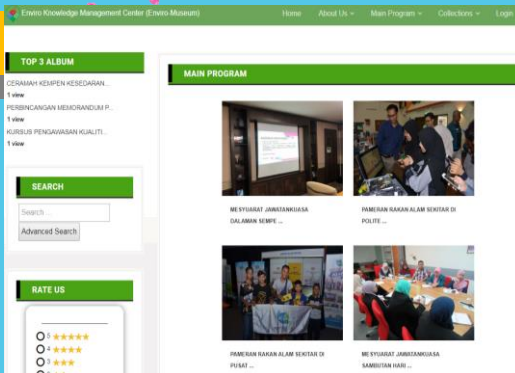 Enviro Knowledge Management Center (Enviro Museum)
Home About Us Main Program Collections Login
TOP 3 ALBUM
CERAMAH KEMPEN KESEDARAN...
1 view
PERBINCANGAN MEMORANDUM P...
1 view
KURSUS PENGAWASAN KUALITI...
1 view
SEARCH
Search ...
Advanced Search
RATE US
5
4
3
MAIN PROGRAM
MESYUARAT JAWATANKUASA
DALAMAN SEMPE ...
PAMERAN RAKAN ALAM SEKITAR DI
POLITE ...
PAMERAN RAKAN ALAM SEKITAR DI
PUSAT ...
MESYUARAT JAWATANKUASA
SAMBUTAN HARI ...